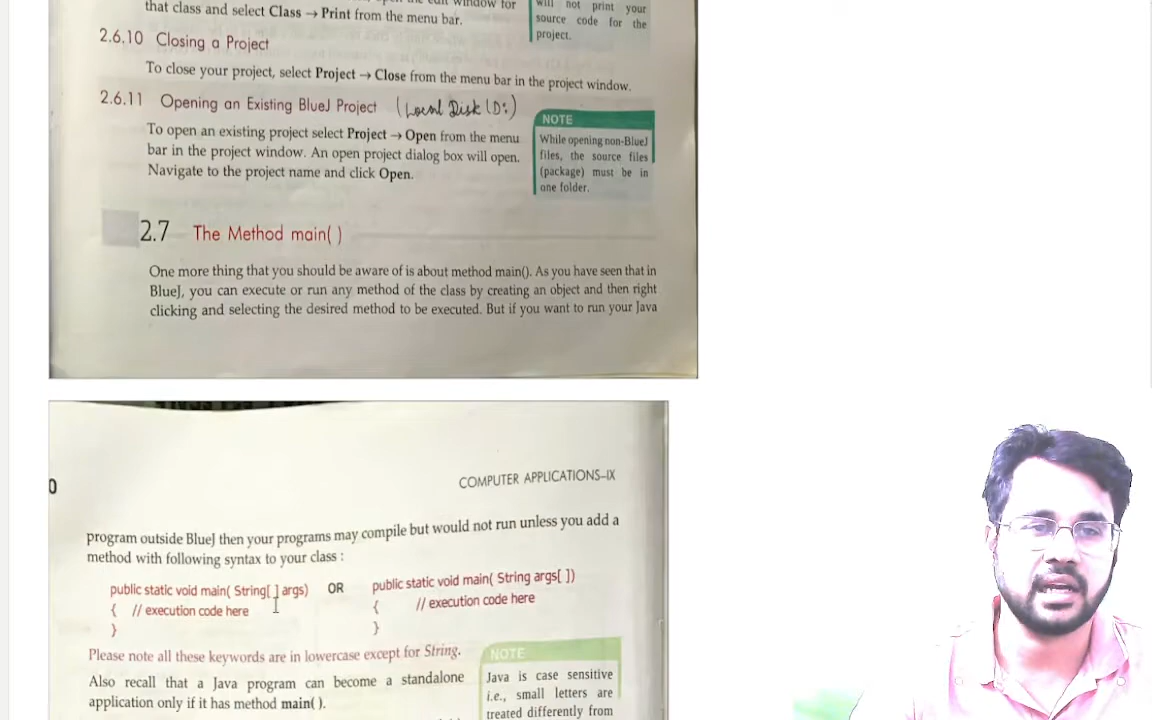 that class and select Class → Print from the menu bar.
will not print your
source code for the
project.
2.6.10 Closing a Project
To close your project, select Project → Close from the menu bar in the project window.
2.6.11 Opening an Existing BlueJ Project (Local Disk (D:)
To open an existing project select Project → Open from the menu
bar in the project window. An open project dialog box will open.
Navigate to the project name and click Open.
NOTE
While opening non-BlueJ
files, the source files
(package) must be in
one folder.
2.7 The Method main( )
One more thing that you should be aware of is about method main(). As you have seen that in
BlueJ, you can execute or run any method of the class by creating an object and then right
clicking and selecting the desired method to be executed. But if you want to run your Java
0
COMPUTER APPLICATIONS–IX
program outside BlueJ then your programs may compile but would not run unless you add a
method with following syntax to your class :
public static void main( String[ ] args) OR public static void main( String args[ ])
{ // execution code here { // execution code here
} }
Please note all these keywords are in lowercase except for String.
Also recall that a Java program can become a standalone
application only if it has method main( ).
NOTE
Java is case sensitive
i.e., small letters are
treated differently from